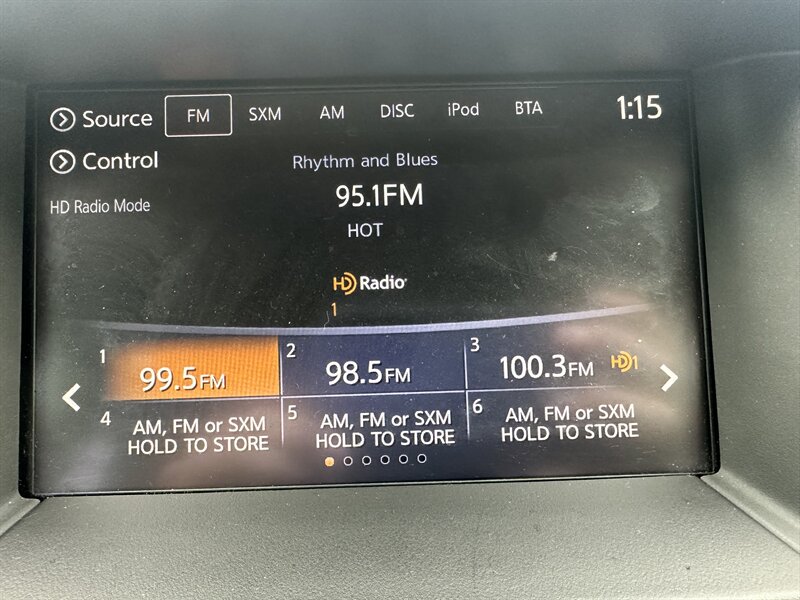 Source FM SXM AM DISC iPod BTA 1:15
Control
Rhythm and Blues
HD Radio Mode
95.1FM
HOT
HD Radio
1
1 99.5FM
2 98.5FM
3 100.3FM HD1
4 AM, FM or SXM
HOLD TO STORE
5 AM, FM or SXM
HOLD TO STORE
6 AM, FM or SXM
HOLD TO STORE